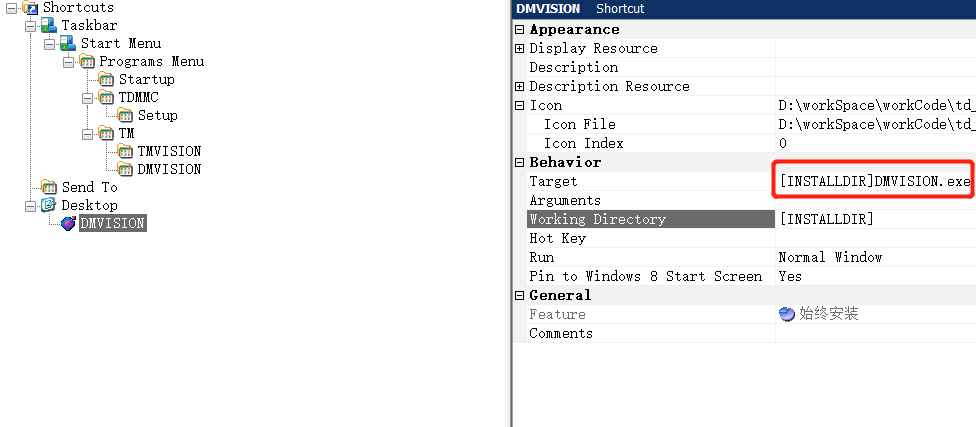 Shortcuts
Taskbar
Start Menu
Programs Menu
Startup
TDMMC
Setup
TM
TMVISION
DMVISION
Send To
Desktop
DMVISION
DMVISION Shortcut
Appearance
Display Resource
Description
Description Resource
Icon D:\workSpace\workCode\td_
Icon File D:\workSpace\workCode\td_
Icon Index 0
Behavior
Target [INSTALLDIR]DMVISION.exe
Arguments
Working Directory [INSTALLDIR]
Hot Key
Run Normal Window
Pin to Windows 8 Start Screen Yes
General
Feature 始终安装
Comments